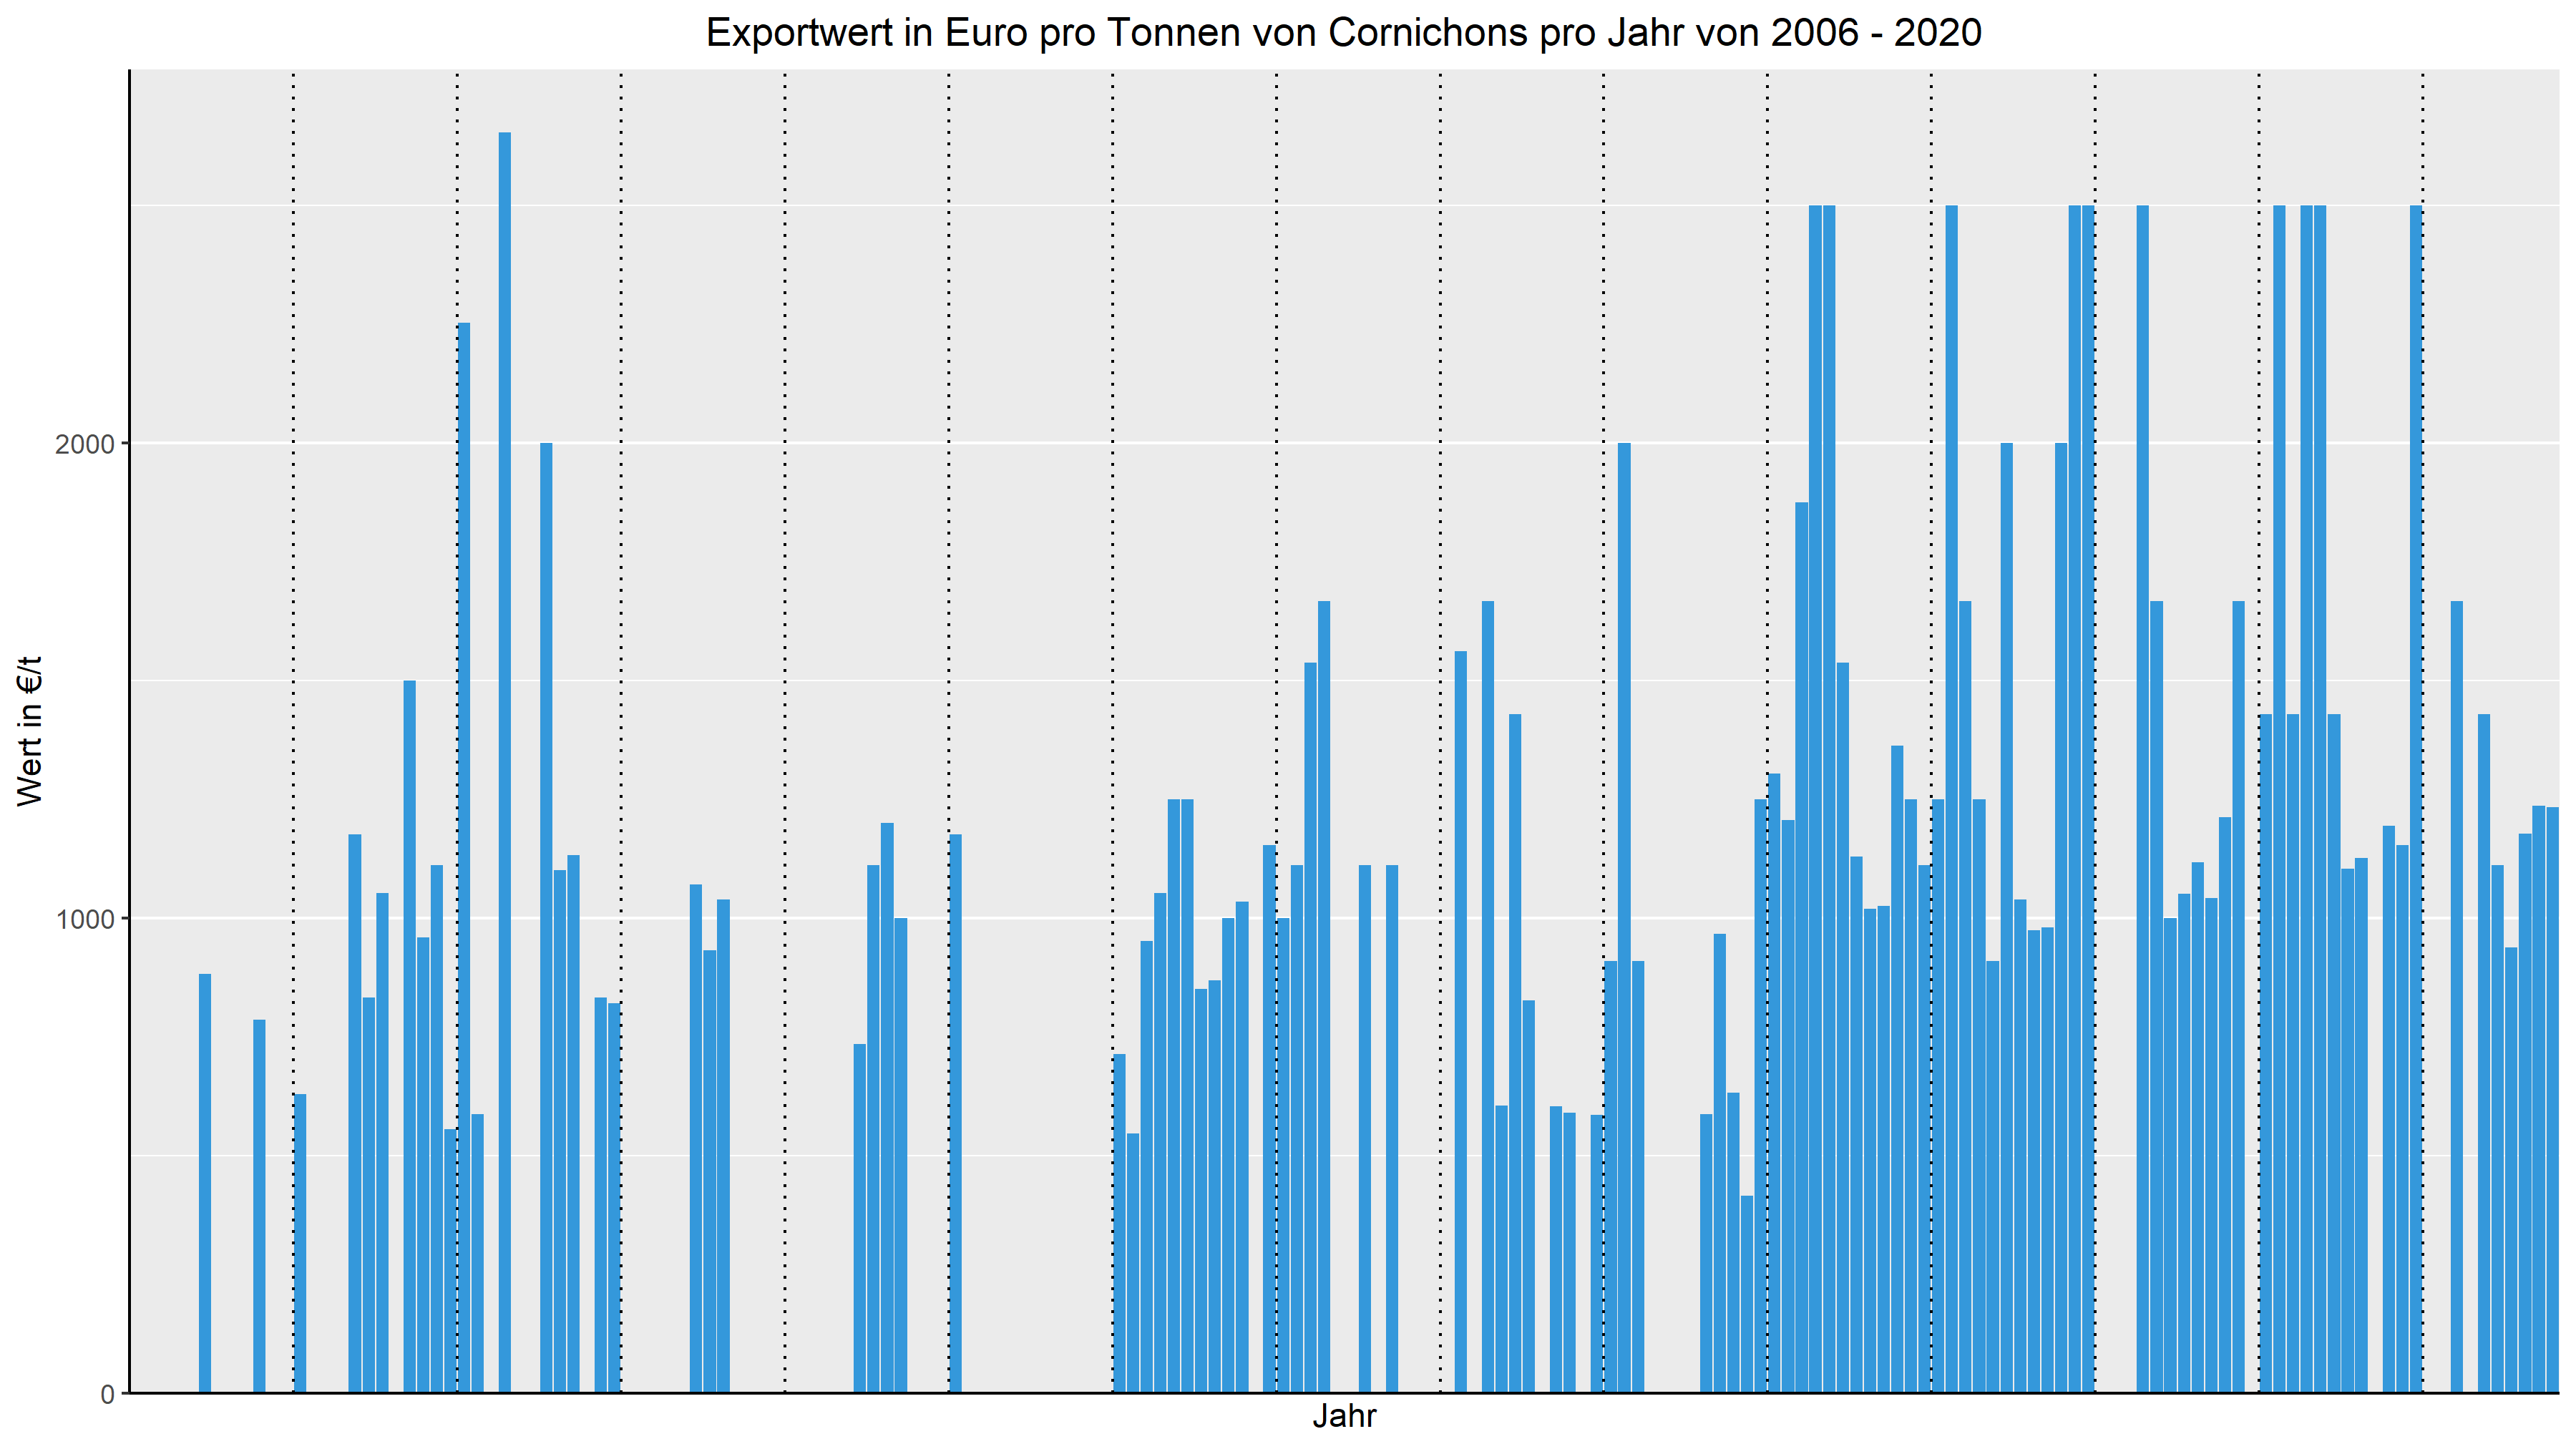 Exportwert in Euro pro Tonnen von Cornichons pro Jahr von 2006 - 2020
Wert in €/t
2000
1000
0
Jahr